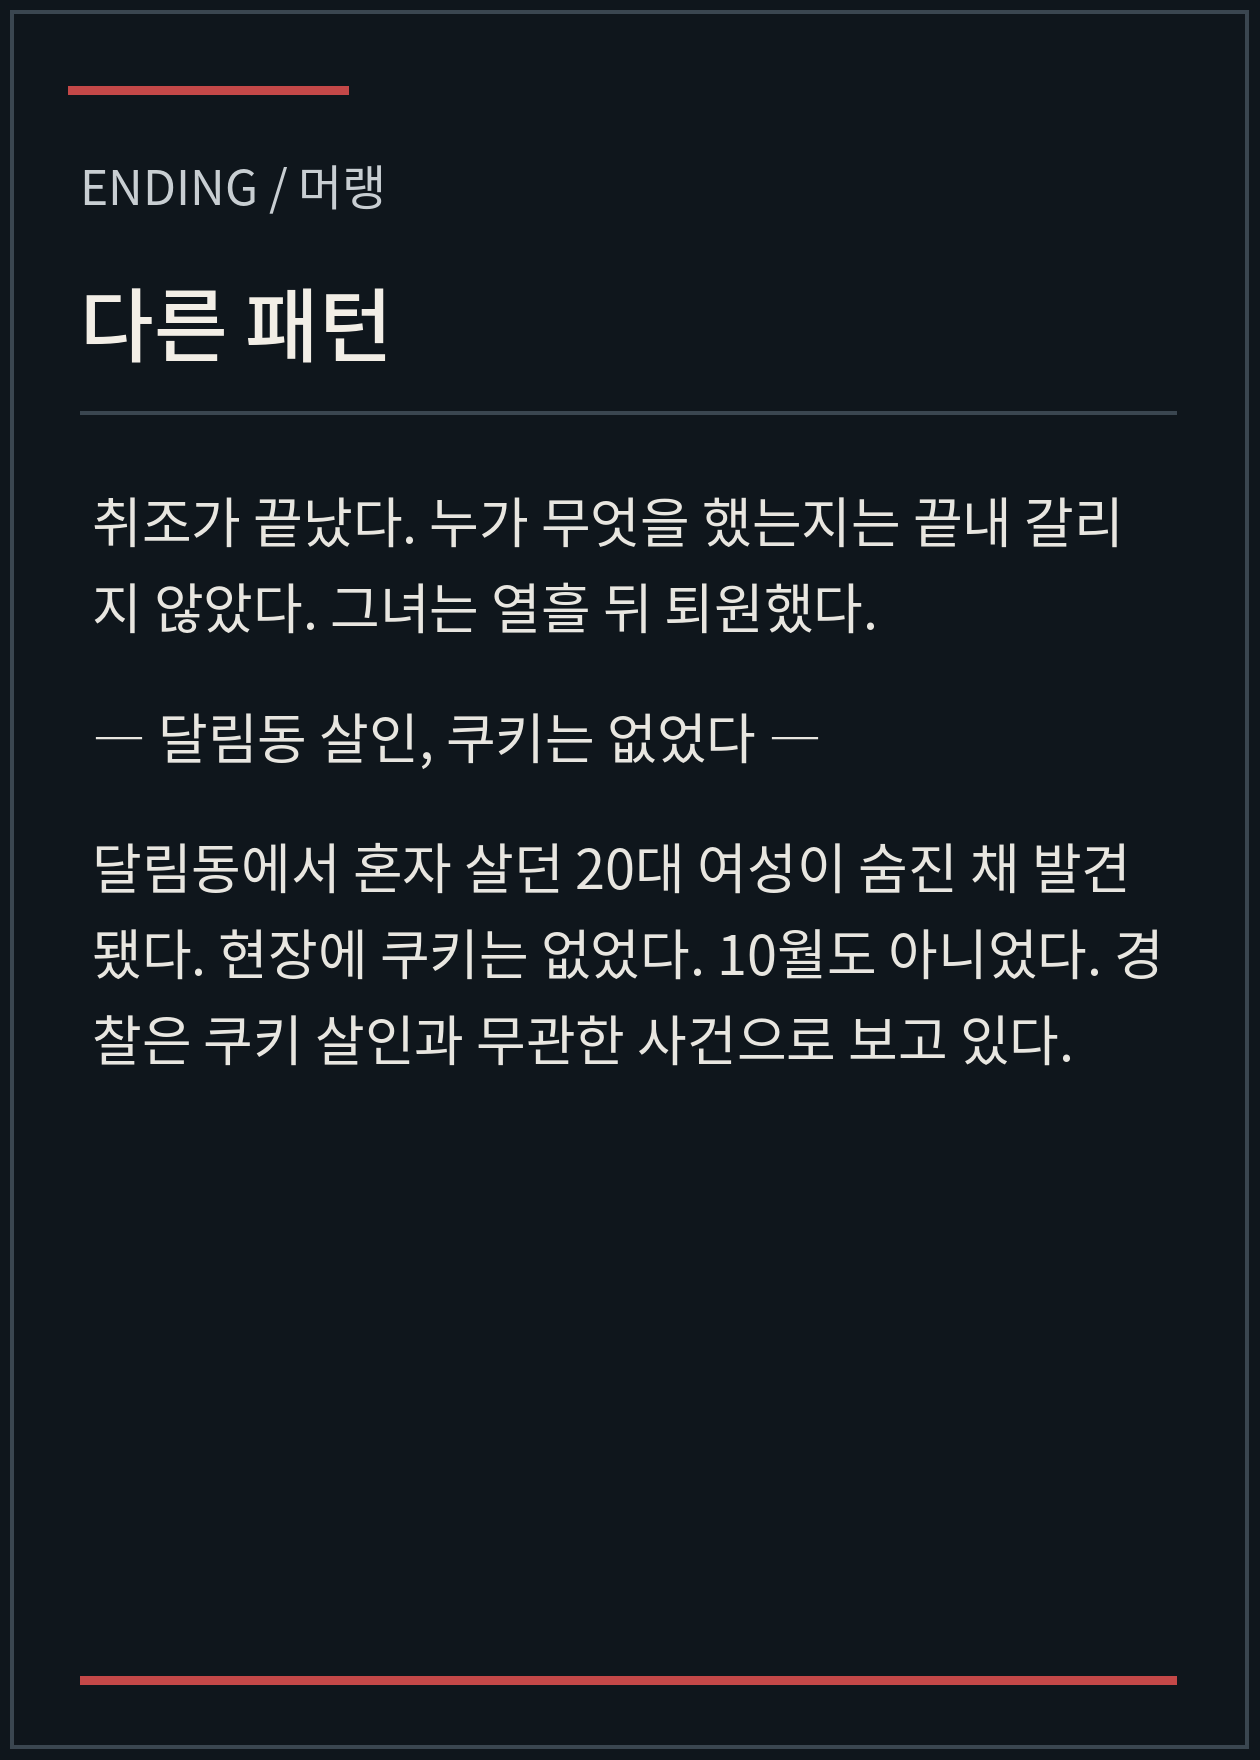 ENDING / 머랭
다른 패턴
취조가 끝났다. 누가 무엇을 했는지는 끝내 갈리
지 않았다. 그녀는 열흘 뒤 퇴원했다.
— 달림동 살인, 쿠키는 없었다 —
달림동에서 혼자 살던 20대 여성이 숨진 채 발견
됐다. 현장에 쿠키는 없었다. 10월도 아니었다. 경
찰은 쿠키 살인과 무관한 사건으로 보고 있다.